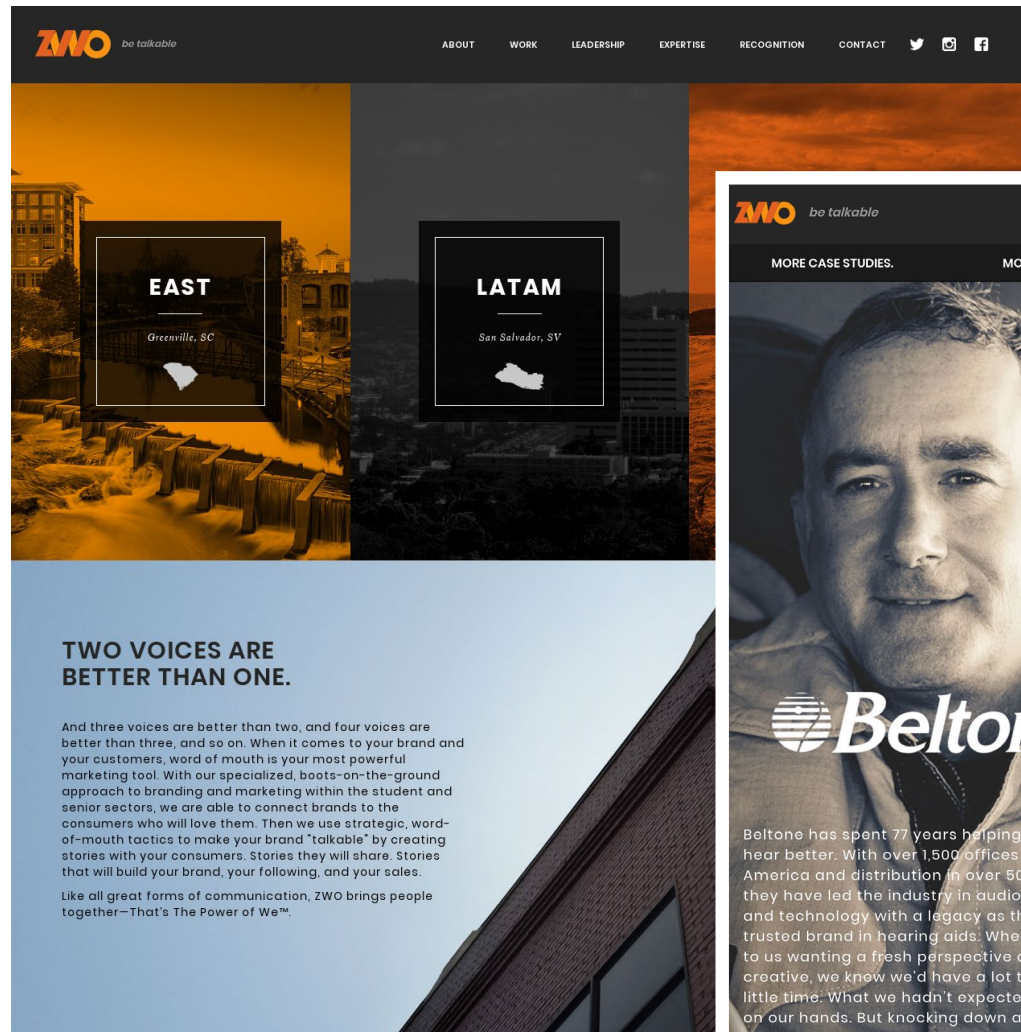 ZWO be talkable
ABOUT WORK LEADERSHIP EXPERTISE RECOGNITION CONTACT
EAST
Greenville, SC
LATAM
San Salvador, SV
TWO VOICES ARE
BETTER THAN ONE.
And three voices are better than two, and four voices are
better than three, and so on. When it comes to your brand and
your customers, word of mouth is your most powerful
marketing tool. With our specialized, boots-on-the-ground
approach to branding and marketing within the student and
senior sectors, we are able to connect brands to the
consumers who will love them. Then we use strategic, word-
of-mouth tactics to make your brand "talkable" by creating
stories with your consumers. Stories they will share. Stories
that will build your brand, your following, and your sales.
Like all great forms of communication, ZWO brings people
together—That's The Power of We™.
ZWO be talkable
MORE CASE STUDIES. MO
Belton
Beltone has spent 77 years helping
hear better. With over 1,500 offices
America and distribution in over 50
they have led the industry in audio
and technology with a legacy as th
trusted brand in hearing aids. Whe
to us wanting a fresh perspective o
creative, we knew we'd have a lot t
little time. What we hadn't expecte
on our hands. But knocking down a